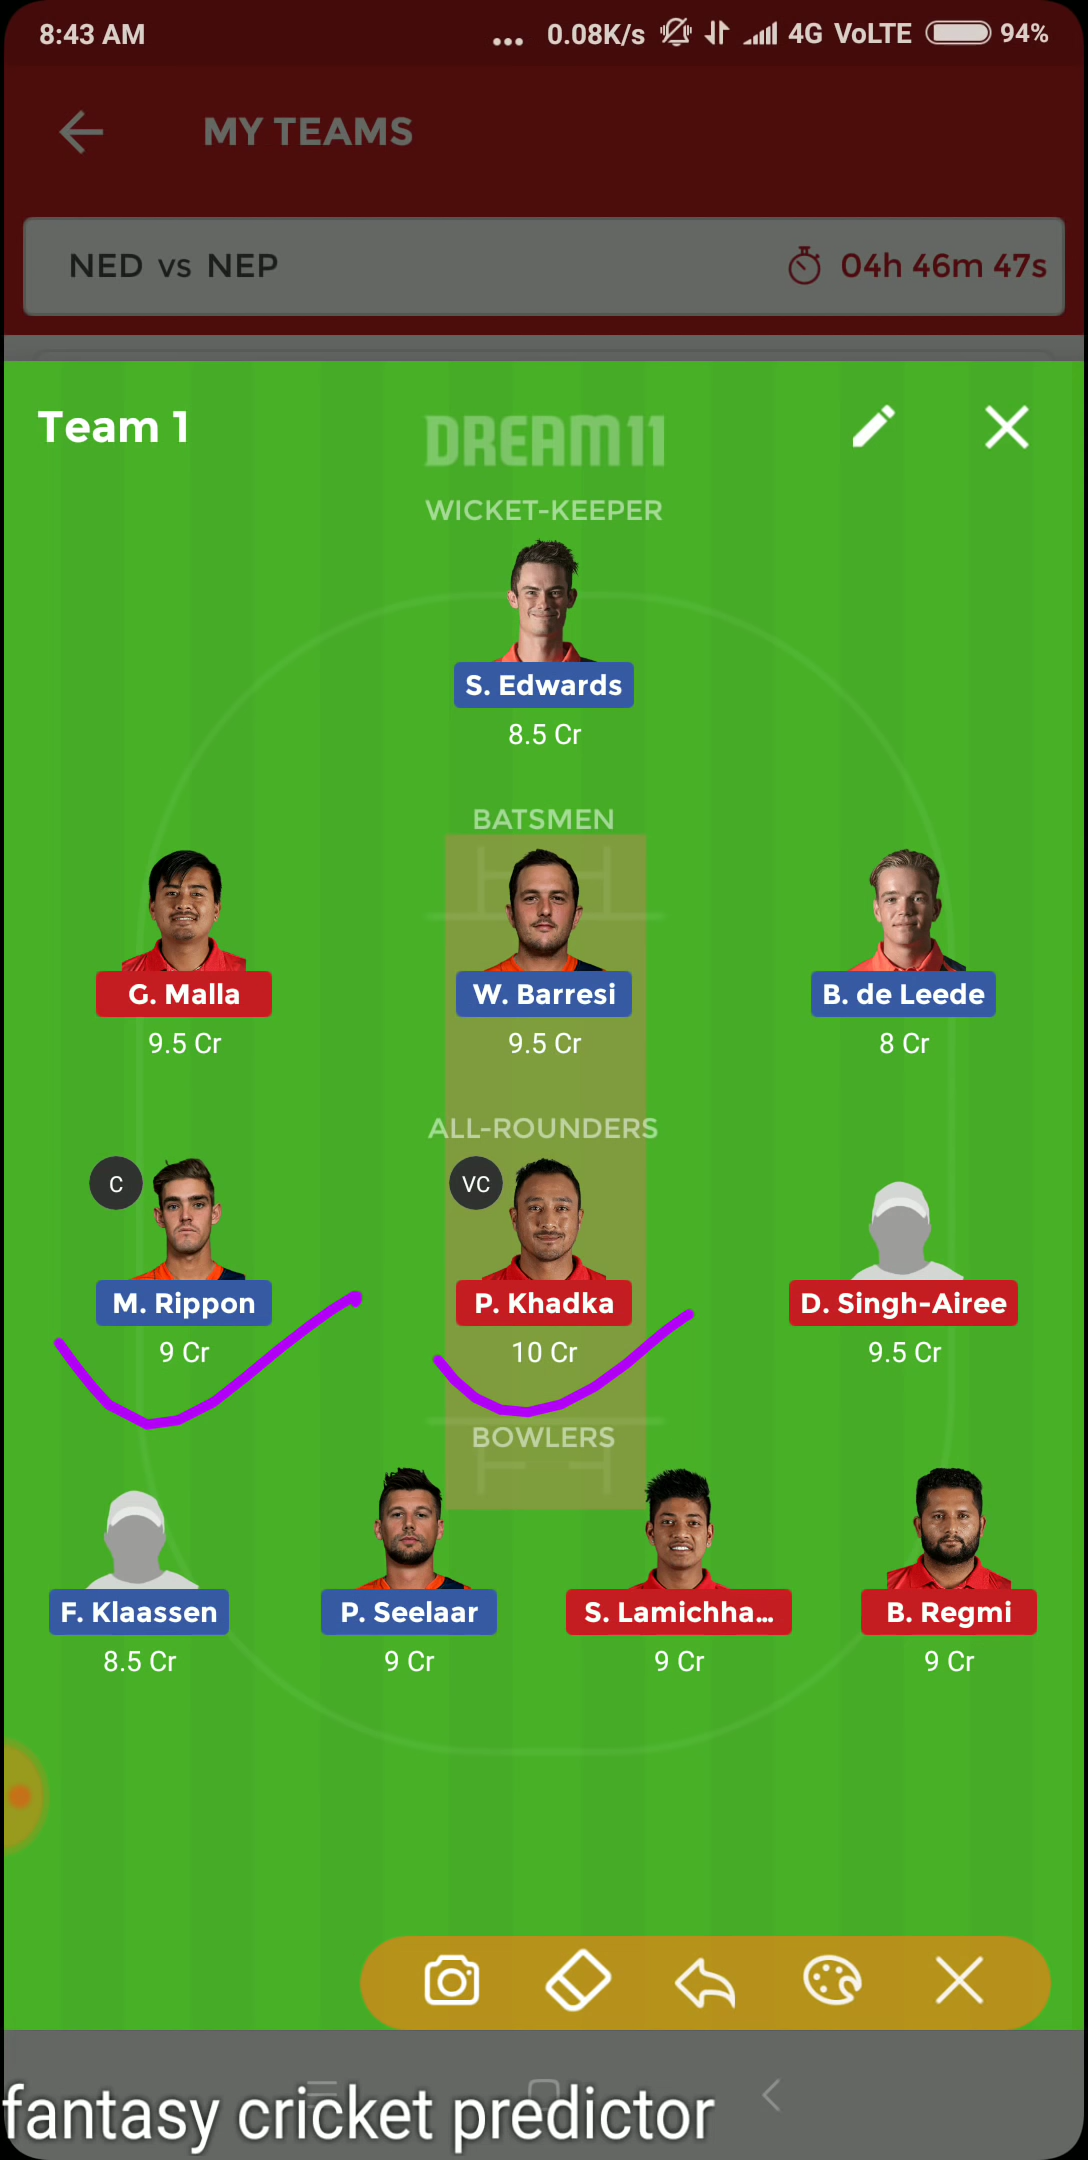 8:43 AM ... 0.08K/s 4G VoLTE 94%
MY TEAMS
NED vs NEP 04h 46m 47s
Team 1 DREAM11
WICKET-KEEPER
S. Edwards
8.5 Cr
BATSMEN
G. Malla W. Barresi B. de Leede
9.5 Cr 9.5 Cr 8 Cr
ALL-ROUNDERS
C VC
M. Rippon P. Khadka D. Singh-Airee
9 Cr 10 Cr 9.5 Cr
BOWLERS
F. Klaassen P. Seelaar S. Lamichha... B. Regmi
8.5 Cr 9 Cr 9 Cr 9 Cr
fantasy cricket predictor